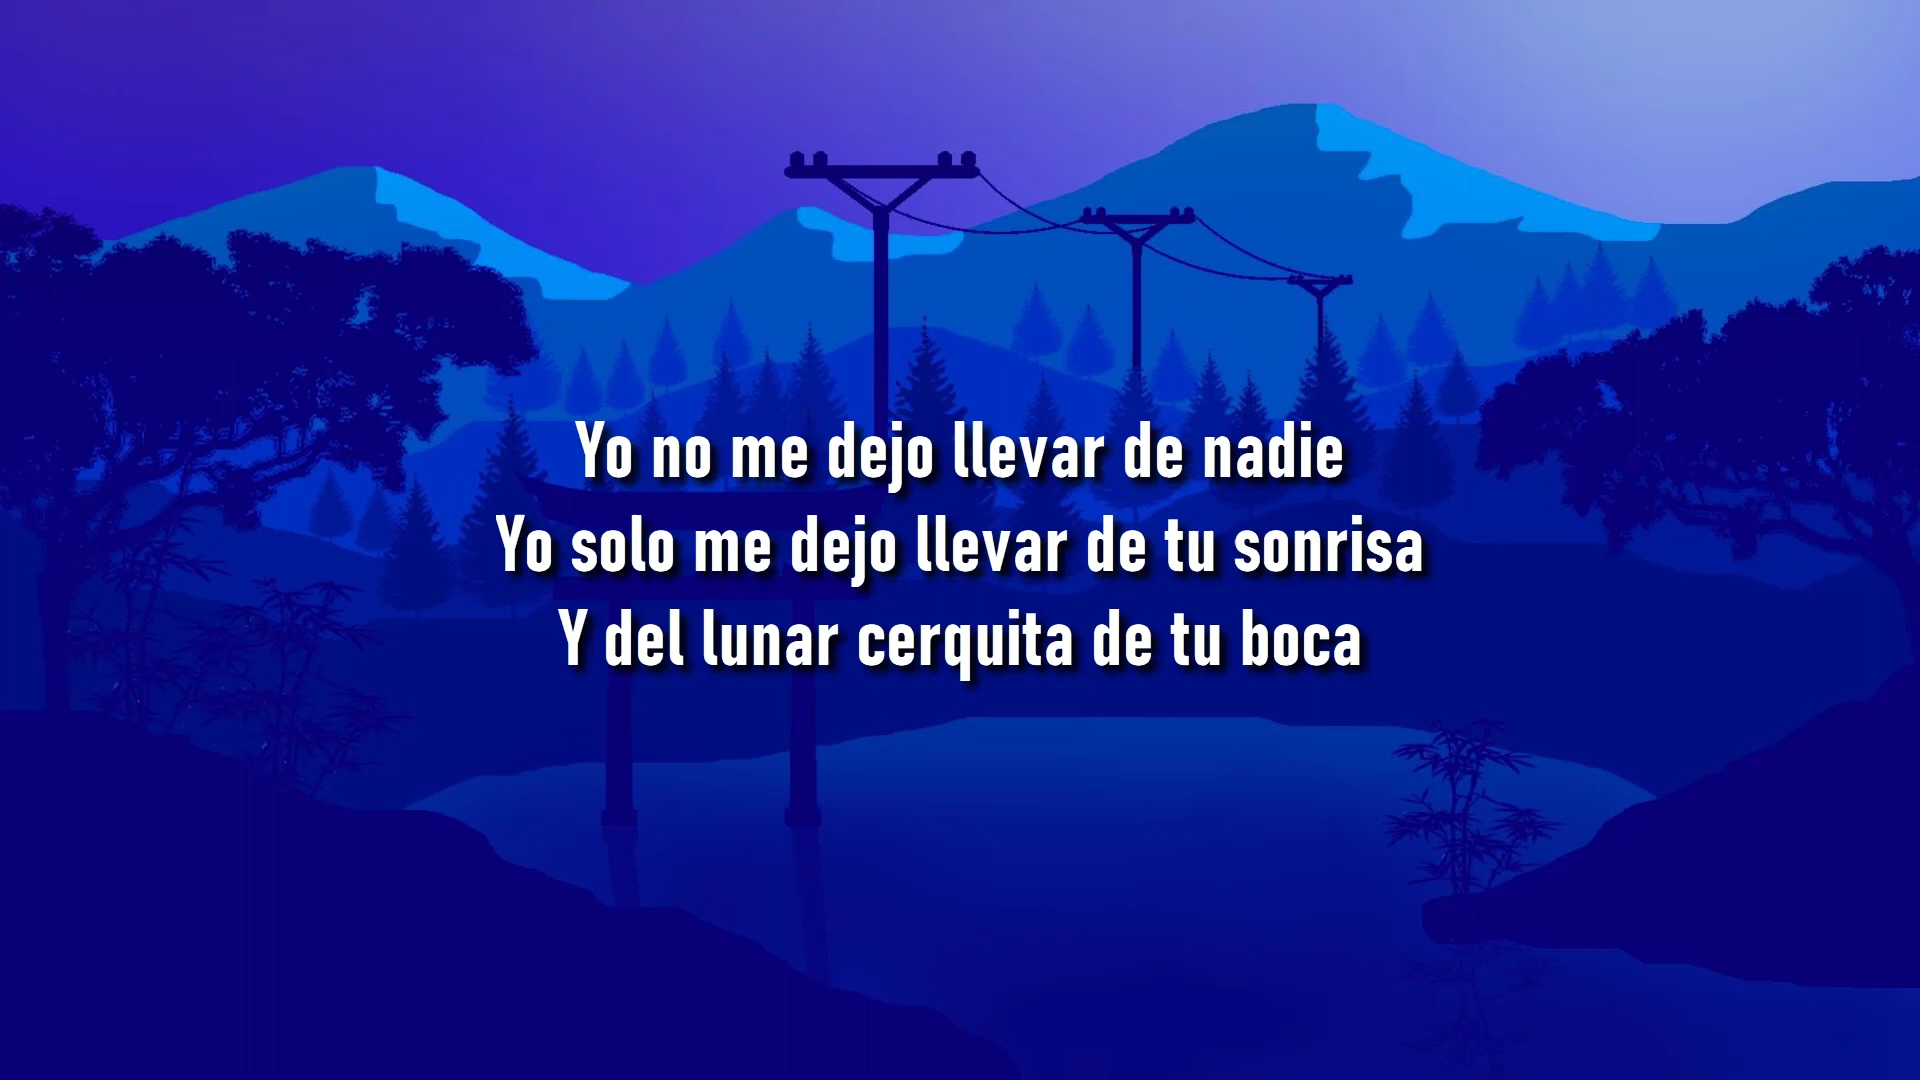 Yo no me dejo llevar de nadie
Yo solo me dejo llevar de tu sonrisa
Y del lunar cerquita de tu boca